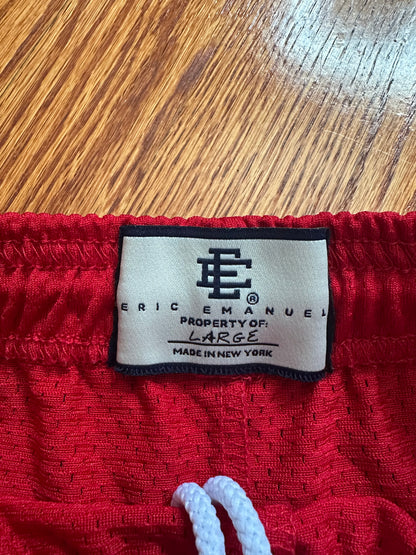 EE®
ERIC EMANUEL
PROPERTY OF:
LARGE
MADE IN NEW YORK